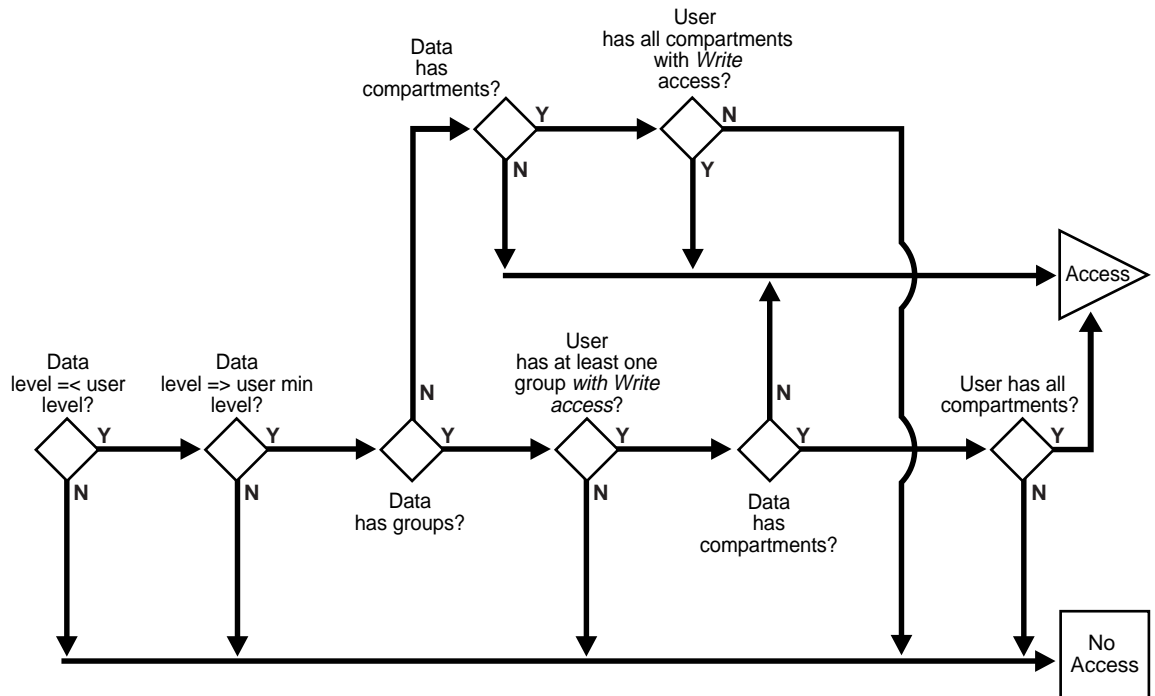 User
has all compartments
with Write
access?
Data
has
compartments?
Y
N
N
Y
Access
User
has at least one
group with Write
access?
Data
level =< user
level?
Data
level => user min
level?
User has all
compartments?
N
N
Y
Y
Y
Y
Y
Y
N
N
N
N
Data
has groups?
Data
has
compartments?
No
Access